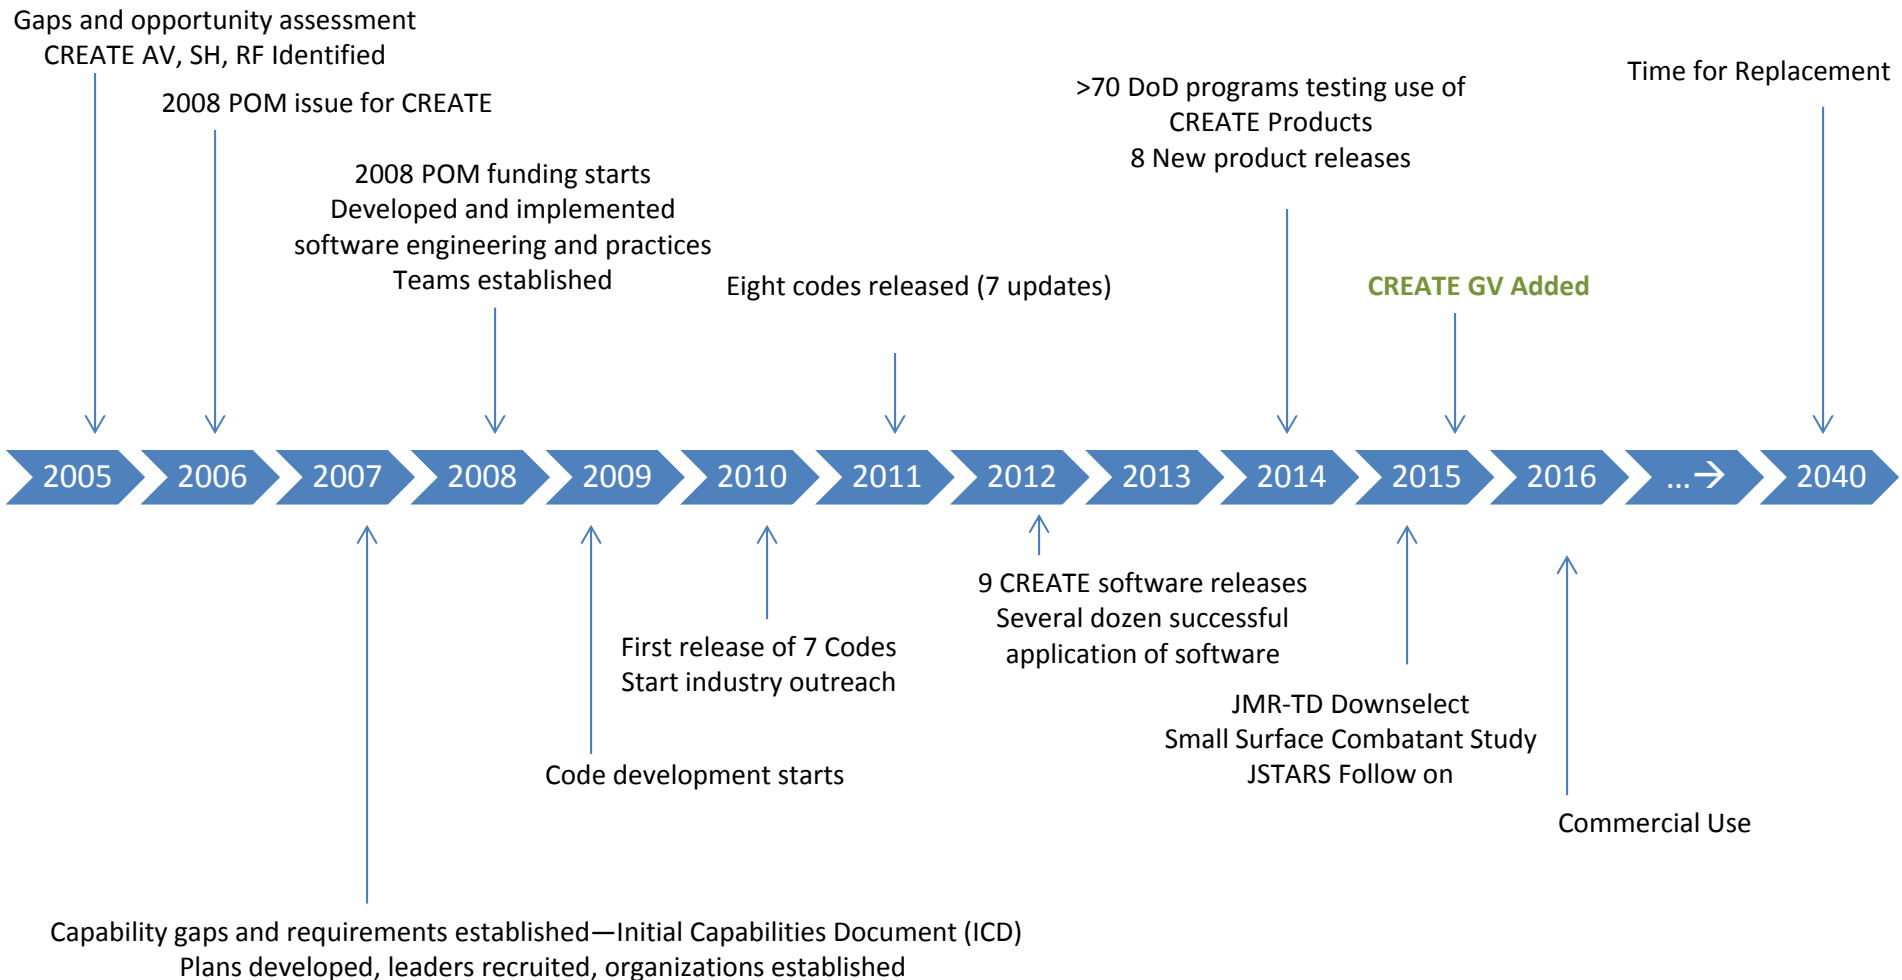 Gaps and opportunity assessment
CREATE AV, SH, RF Identified
2008 POM issue for CREATE
2008 POM funding starts
Developed and implemented
software engineering and practices
Teams established
Eight codes released (7 updates)
>70 DoD programs testing use of
CREATE Products
8 New product releases
CREATE GV Added
Time for Replacement
2005 2006 2007 2008 2009 2010 2011 2012 2013 2014 2015 2016 ...→ 2040
Capability gaps and requirements established—Initial Capabilities Document (ICD)
Plans developed, leaders recruited, organizations established
Code development starts
First release of 7 Codes
Start industry outreach
9 CREATE software releases
Several dozen successful
application of software
JMR-TD Downselect
Small Surface Combatant Study
JSTARS Follow on
Commercial Use